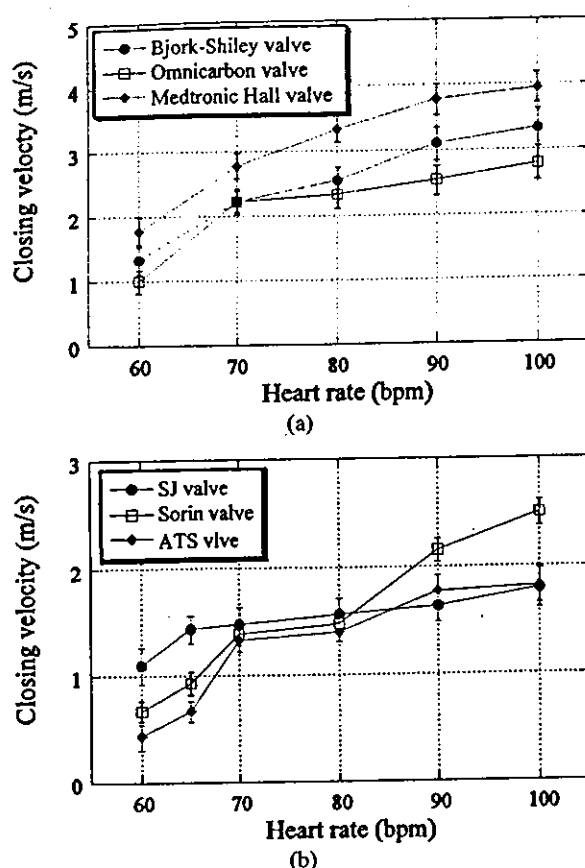 5
4
3
2
1
0
Closing velocty (m/s)
Bjork-Shiley valve
Omnicarbon valve
Medtronic Hall valve
60 70 80 90 100
Heart rate (bpm)
(a)
3
2
1
0
Closing velocity (m/s)
SJ valve
Sorin valve
ATS vlve
60 70 80 90 100
Heart rate (bpm)
(b)